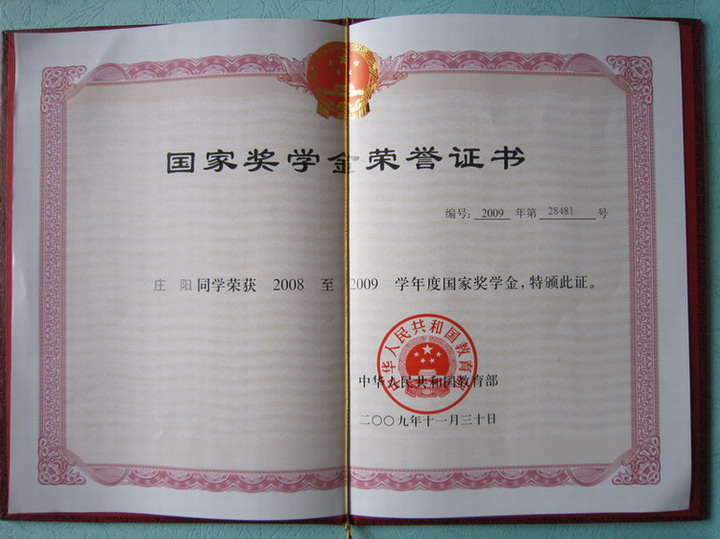 国家奖学金荣誉证书
编号: 2009 年第 28481 号
庄 阳同学荣获 2008 至 2009 学年度国家奖学金,特颁此证。
中华人民共和国教育部
中华人民共和国教育部
二〇〇九年十一月三十日